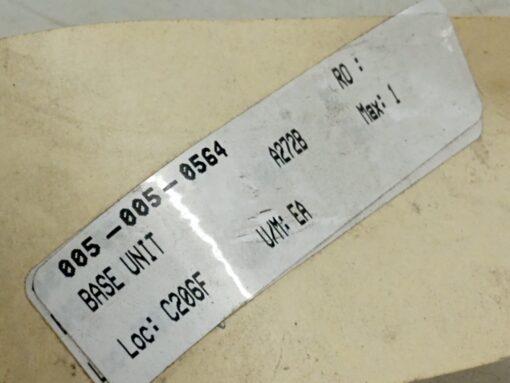 005-005-0564
BASE UNIT A272B RO :
Loc: C206F U/M: EA Max: 1